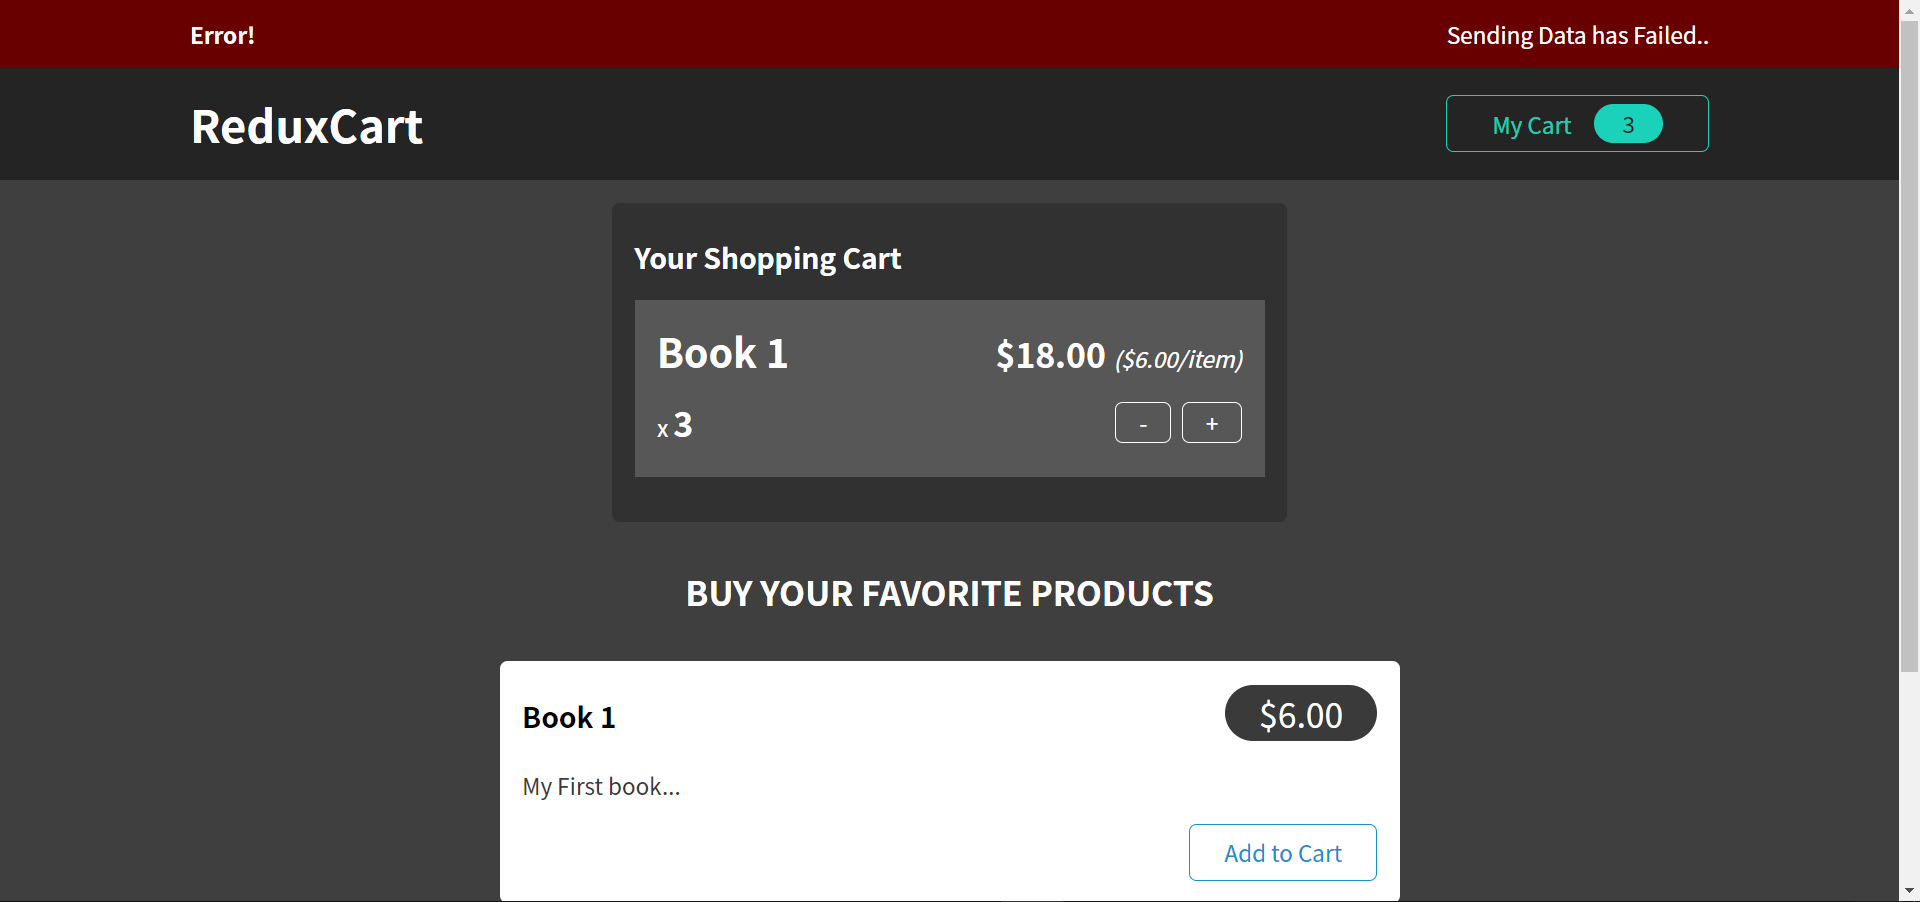 Error! Sending Data has Failed..
ReduxCart My Cart 3
Your Shopping Cart
Book 1 $18.00 ($6.00/item)
x 3 - +
BUY YOUR FAVORITE PRODUCTS
Book 1 $6.00
My First book...
Add to Cart